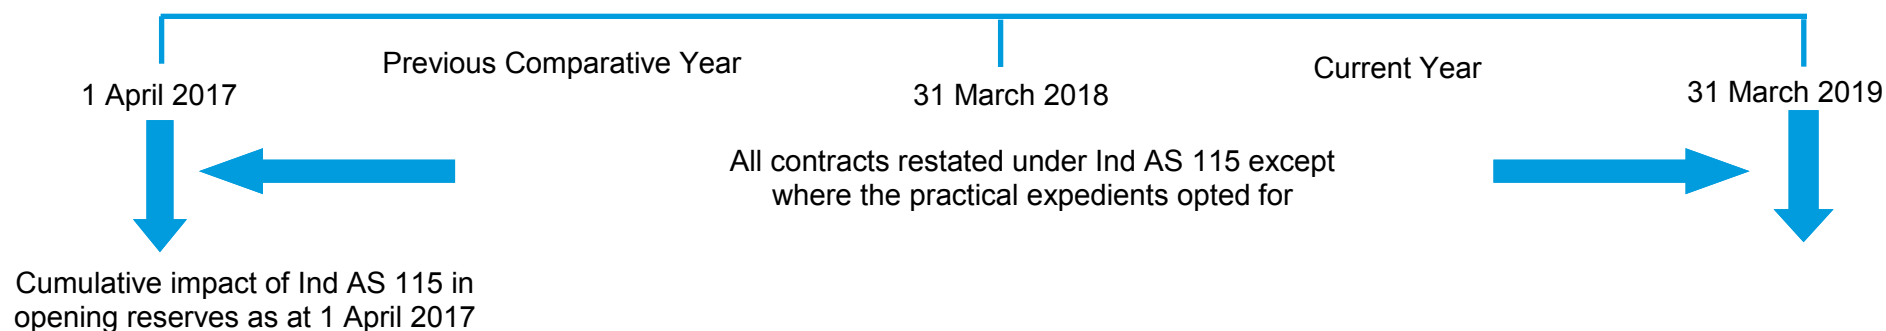 Previous Comparative Year
Current Year
1 April 2017
31 March 2018
31 March 2019
All contracts restated under Ind AS 115 except
where the practical expedients opted for
Cumulative impact of Ind AS 115 in
opening reserves as at 1 April 2017